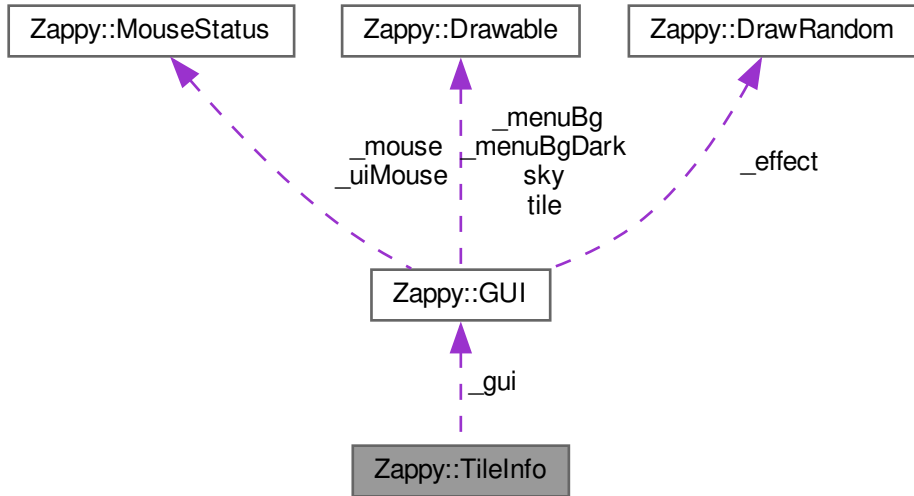 Zappy::MouseStatus
Zappy::Drawable
Zappy::DrawRandom
_mouse
_uiMouse
_menuBg
_menuBgDark
sky
tile
_effect
Zappy::GUI
_gui
Zappy::TileInfo